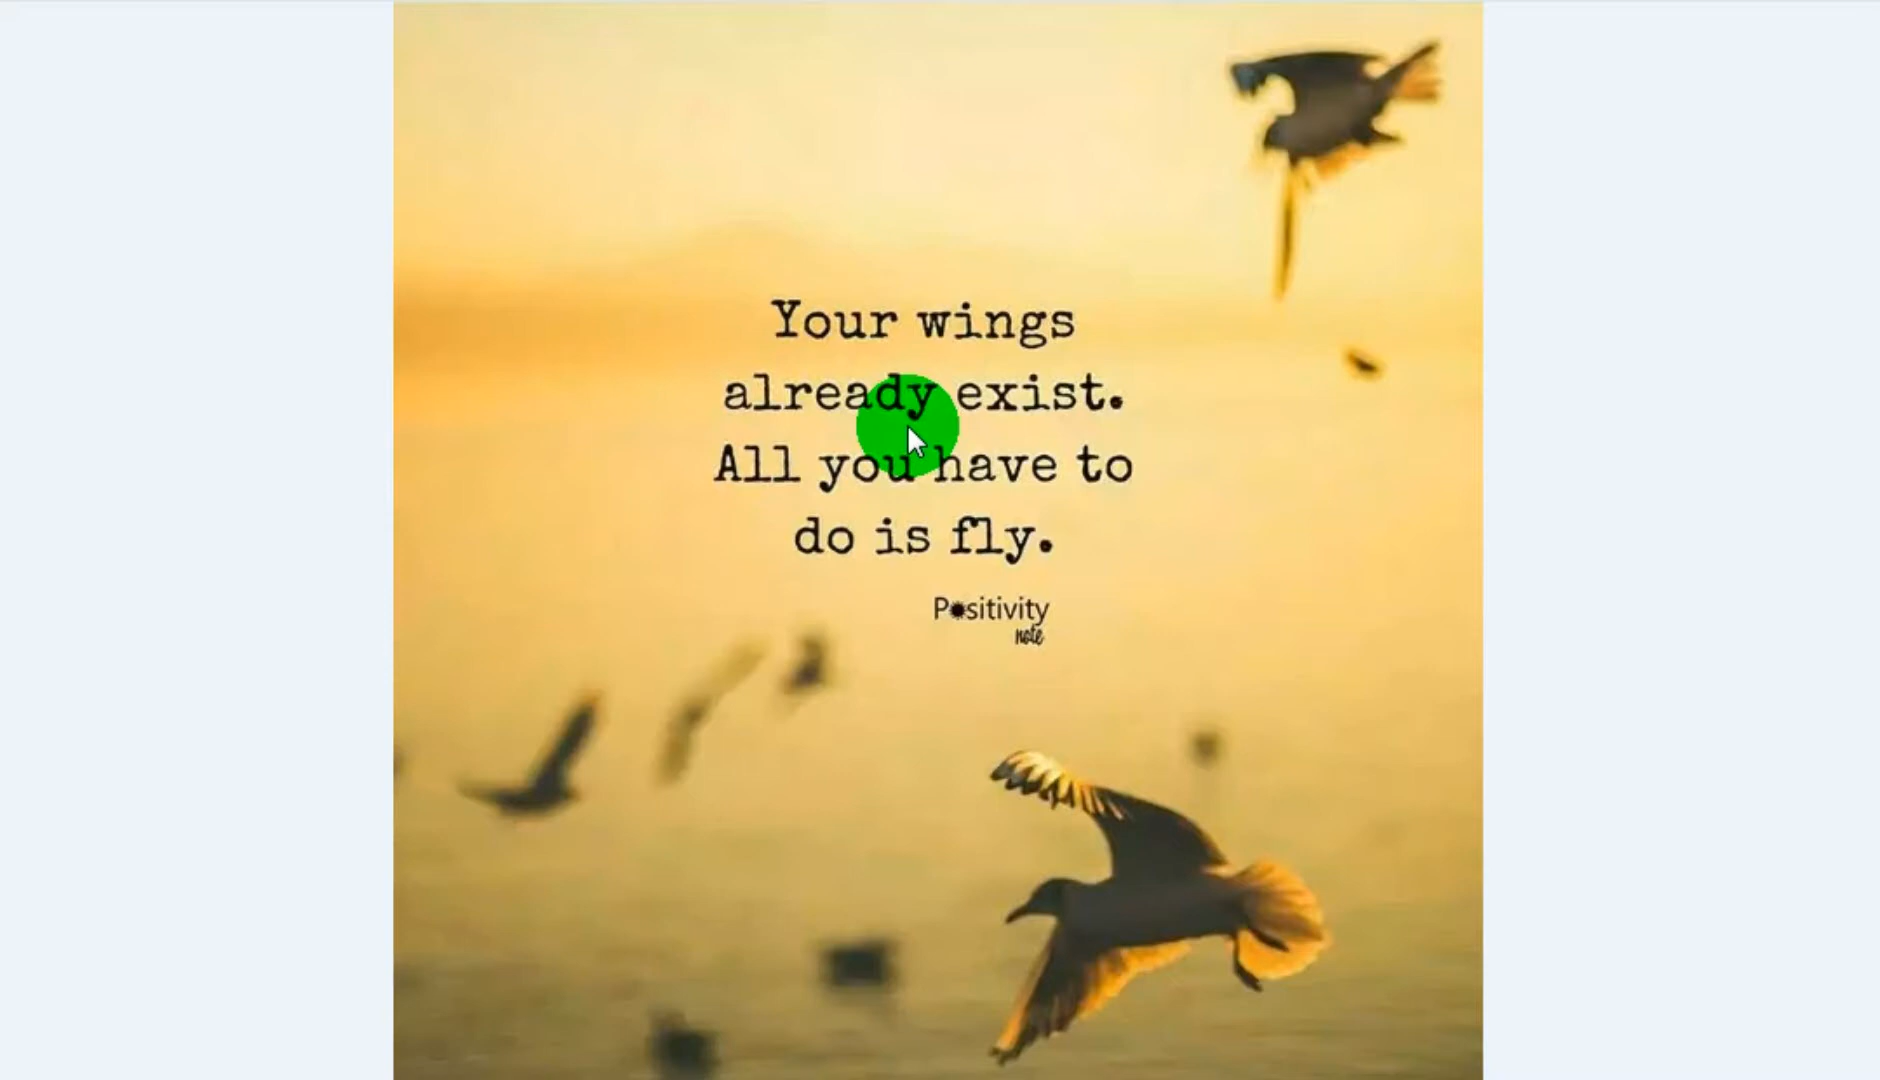 Your wings
already exist.
All you have to
do is fly.
Positivity
note